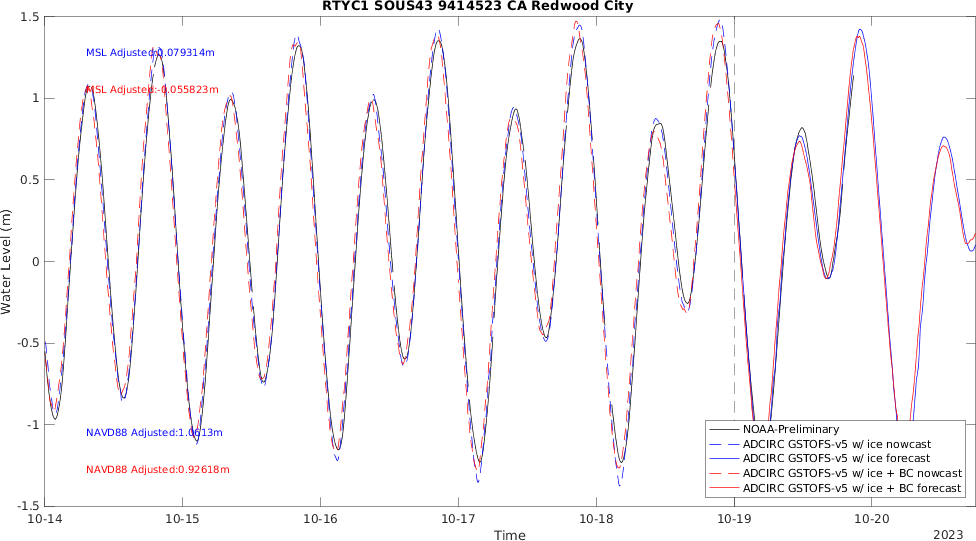 RTYC1 SOUS43 9414523 CA Redwood City
1.5
1
0.5
0
-0.5
-1
-1.5
Water Level (m)
MSL Adjusted:0.079314m
MSL Adjusted:-0.055823m
NAVD88 Adjusted:1.0613m
NAVD88 Adjusted:0.92618m
NOAA-Preliminary
ADCIRC GSTOFS-v5 w/ ice nowcast
ADCIRC GSTOFS-v5 w/ ice forecast
ADCIRC GSTOFS-v5 w/ ice + BC nowcast
ADCIRC GSTOFS-v5 w/ ice + BC forecast
10-14 10-15 10-16 10-17 10-18 10-19 10-20
Time
2023